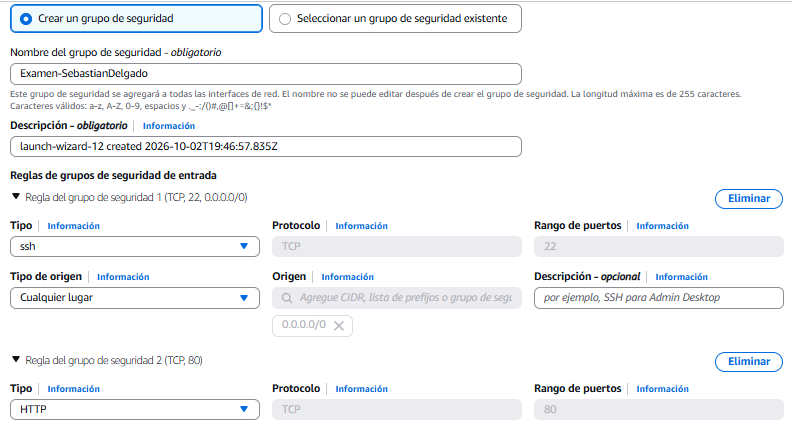 Crear un grupo de seguridad Seleccionar un grupo de seguridad existente
Nombre del grupo de seguridad - obligatorio
Examen-SebastianDelgado
Este grupo de seguridad se agregará a todas las interfaces de red. El nombre no se puede editar después de crear el grupo de seguridad. La longitud máxima es de 255 caracteres.
Caracteres válidos: a-z, A-Z, 0-9, espacios y ._-:/()#,@[]+=&;{}!$*
Descripción - obligatorio Información
launch-wizard-12 created 2026-10-02T19:46:57.835Z
Reglas de grupos de seguridad de entrada
Regla del grupo de seguridad 1 (TCP, 22, 0.0.0.0/0) Eliminar
Tipo Información Protocolo Información Rango de puertos Información
ssh TCP 22
Tipo de origen Información Origen Información Descripción - opcional Información
Cualquier lugar Agregue CIDR, lista de prefijos o grupo de segu por ejemplo, SSH para Admin Desktop
0.0.0.0/0
Regla del grupo de seguridad 2 (TCP, 80) Eliminar
Tipo Información Protocolo Información Rango de puertos Información
HTTP TCP 80